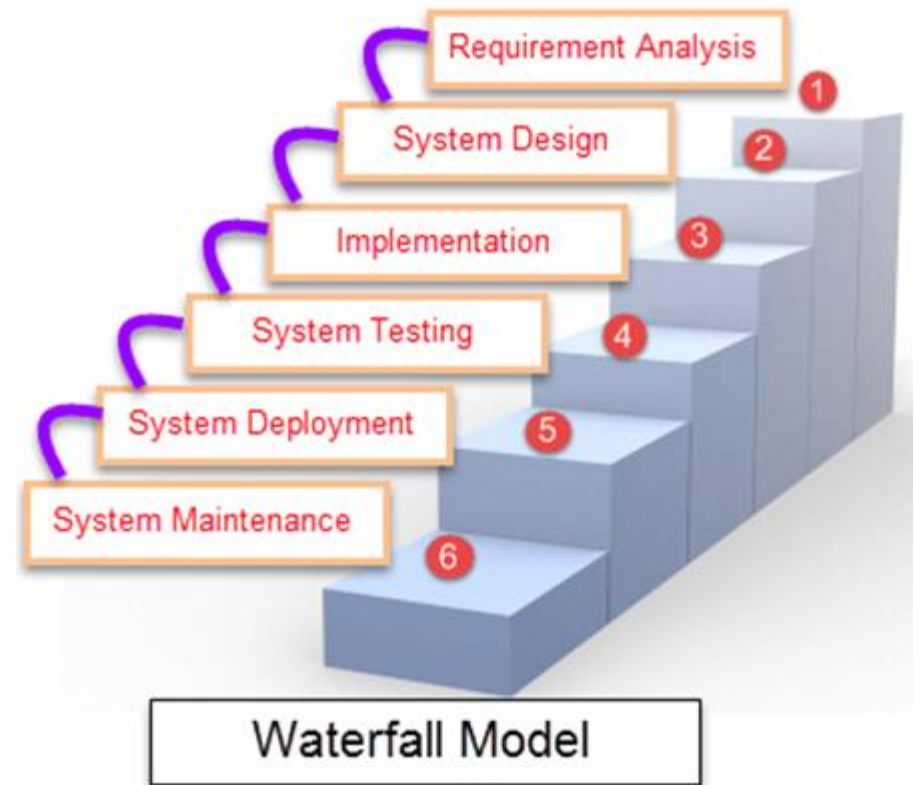 Requirement Analysis
1
System Design
2
Implementation
3
System Testing
4
System Deployment
5
System Maintenance
6
Waterfall Model